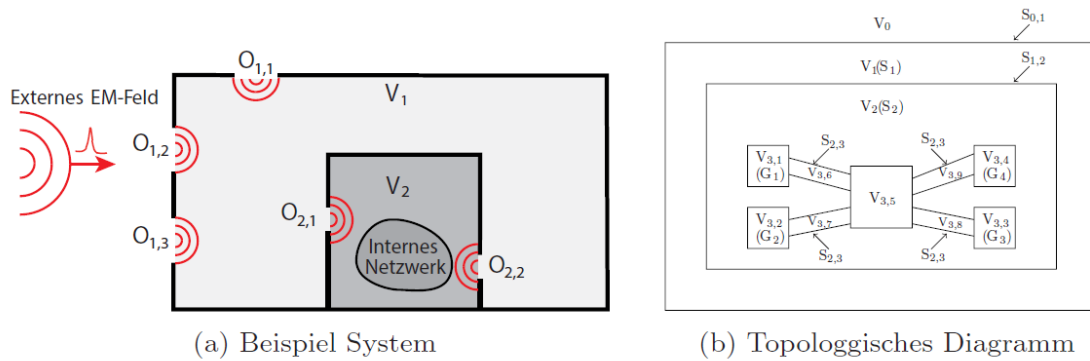 Externes EM-Feld
O1,1
V1
O1,2
O1,3
V2
O2,1
Internes
Netzwerk
O2,2
(a) Beispiel System
V0
S0,1
V1(S1)
S1,2
V2(S2)
S2,3
S2,3
V3,1
(G1)
V3,6
V3,5
V3,9
V3,4
(G4)
V3,2
(G2)
V3,7
V3,8
V3,3
(G3)
S2,3
S2,3
(b) Topologgisches Diagramm